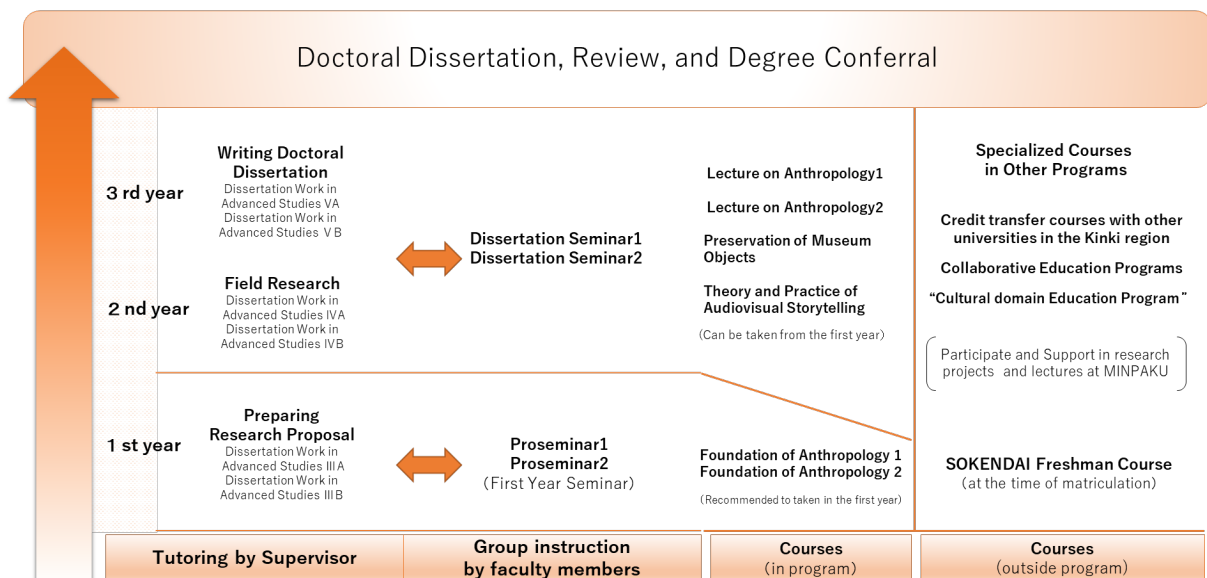 Doctoral Dissertation, Review, and Degree Conferral
3 rd year
Writing Doctoral
Dissertation
Dissertation Work in
Advanced Studies VA
Dissertation Work in
Advanced Studies V B
2 nd year
Field Research
Dissertation Work in
Advanced Studies IVA
Dissertation Work in
Advanced Studies IVB
Dissertation Seminar1
Dissertation Seminar2
Lecture on Anthropology1
Lecture on Anthropology2
Preservation of Museum
Objects
Theory and Practice of
Audiovisual Storytelling
(Can be taken from the first year)
Specialized Courses
in Other Programs
Credit transfer courses with other
universities in the Kinki region
Collaborative Education Programs
“Cultural domain Education Program”
Participate and Support in research
projects and lectures at MINPAKU
1 st year
Preparing
Research Proposal
Dissertation Work in
Advanced Studies IIIA
Dissertation Work in
Advanced Studies IIIB
Proseminar1
Proseminar2
(First Year Seminar)
Foundation of Anthropology 1
Foundation of Anthropology 2
(Recommended to taken in the first year)
SOKENDAI Freshman Course
(at the time of matriculation)
Tutoring by Supervisor
Group instruction
by faculty members
Courses
(in program)
Courses
(outside program)